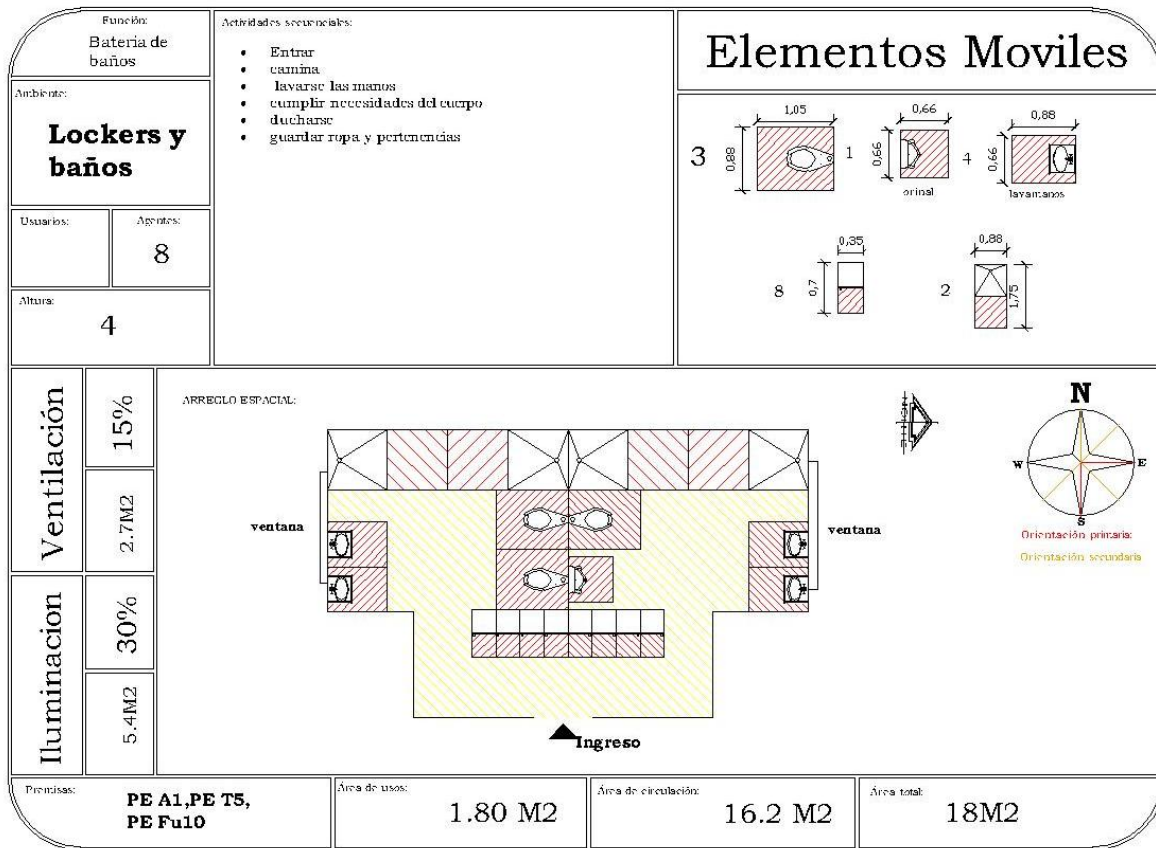 Función:
Bateria de
baños
Ambiente:
Lockers y
baños
Usuarios:
Agentes:
8
Altura:
4
Actividades secuenciales:
• Entrar
• camina
• lavarse las manos
• cumplir necesidades del cuerpo
• ducharse
• guardar ropa y pertenencias
Elementos Moviles
3
1,05
0,88
1
0,66
0,66
orinal
4
0,88
0,66
lavamanos
8
0,35
0,7
2
0,88
1,75
Ventilación
15%
2.7M2
Iluminacion
30%
5.4M2
ARREGLO ESPACIAL:
ventana
ventana
Ingreso
N
W
E
S
Orientación primaria:
Orientación secundaria
Premisas:
PE A1,PE T5,
PE Fu10
Área de usos:
1.80 M2
Área de circulación:
16.2 M2
Área total:
18M2